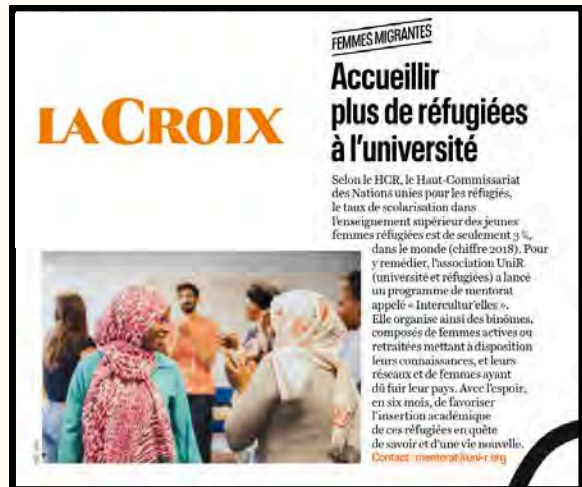 LA CROIX
FEMMES MIGRANTES
Accueillir
plus de réfugiées
à l'université
Selon le HCR, le Haut-Commissariat
des Nations unies pour les réfugiés,
le taux de scolarisation dans
l'enseignement supérieur des jeunes
femmes réfugiées est de seulement 3 %,
dans le monde (chiffre 2018). Pour
y remédier, l'association UniR
(université et réfugiées) a lancé
un programme de mentorat
appelé « Intercultur'elles ».
Elle organise ainsi des binômes,
composés de femmes actives ou
retraitées mettant à disposition
leurs connaissances, et leurs
réseaux et de femmes ayant
dû fuir leur pays. Avec l'espoir,
en six mois, de favoriser
l'insertion académique
de ces réfugiées en quête
de savoir et d'une vie nouvelle.
Contact : mentorat@uni-r.org